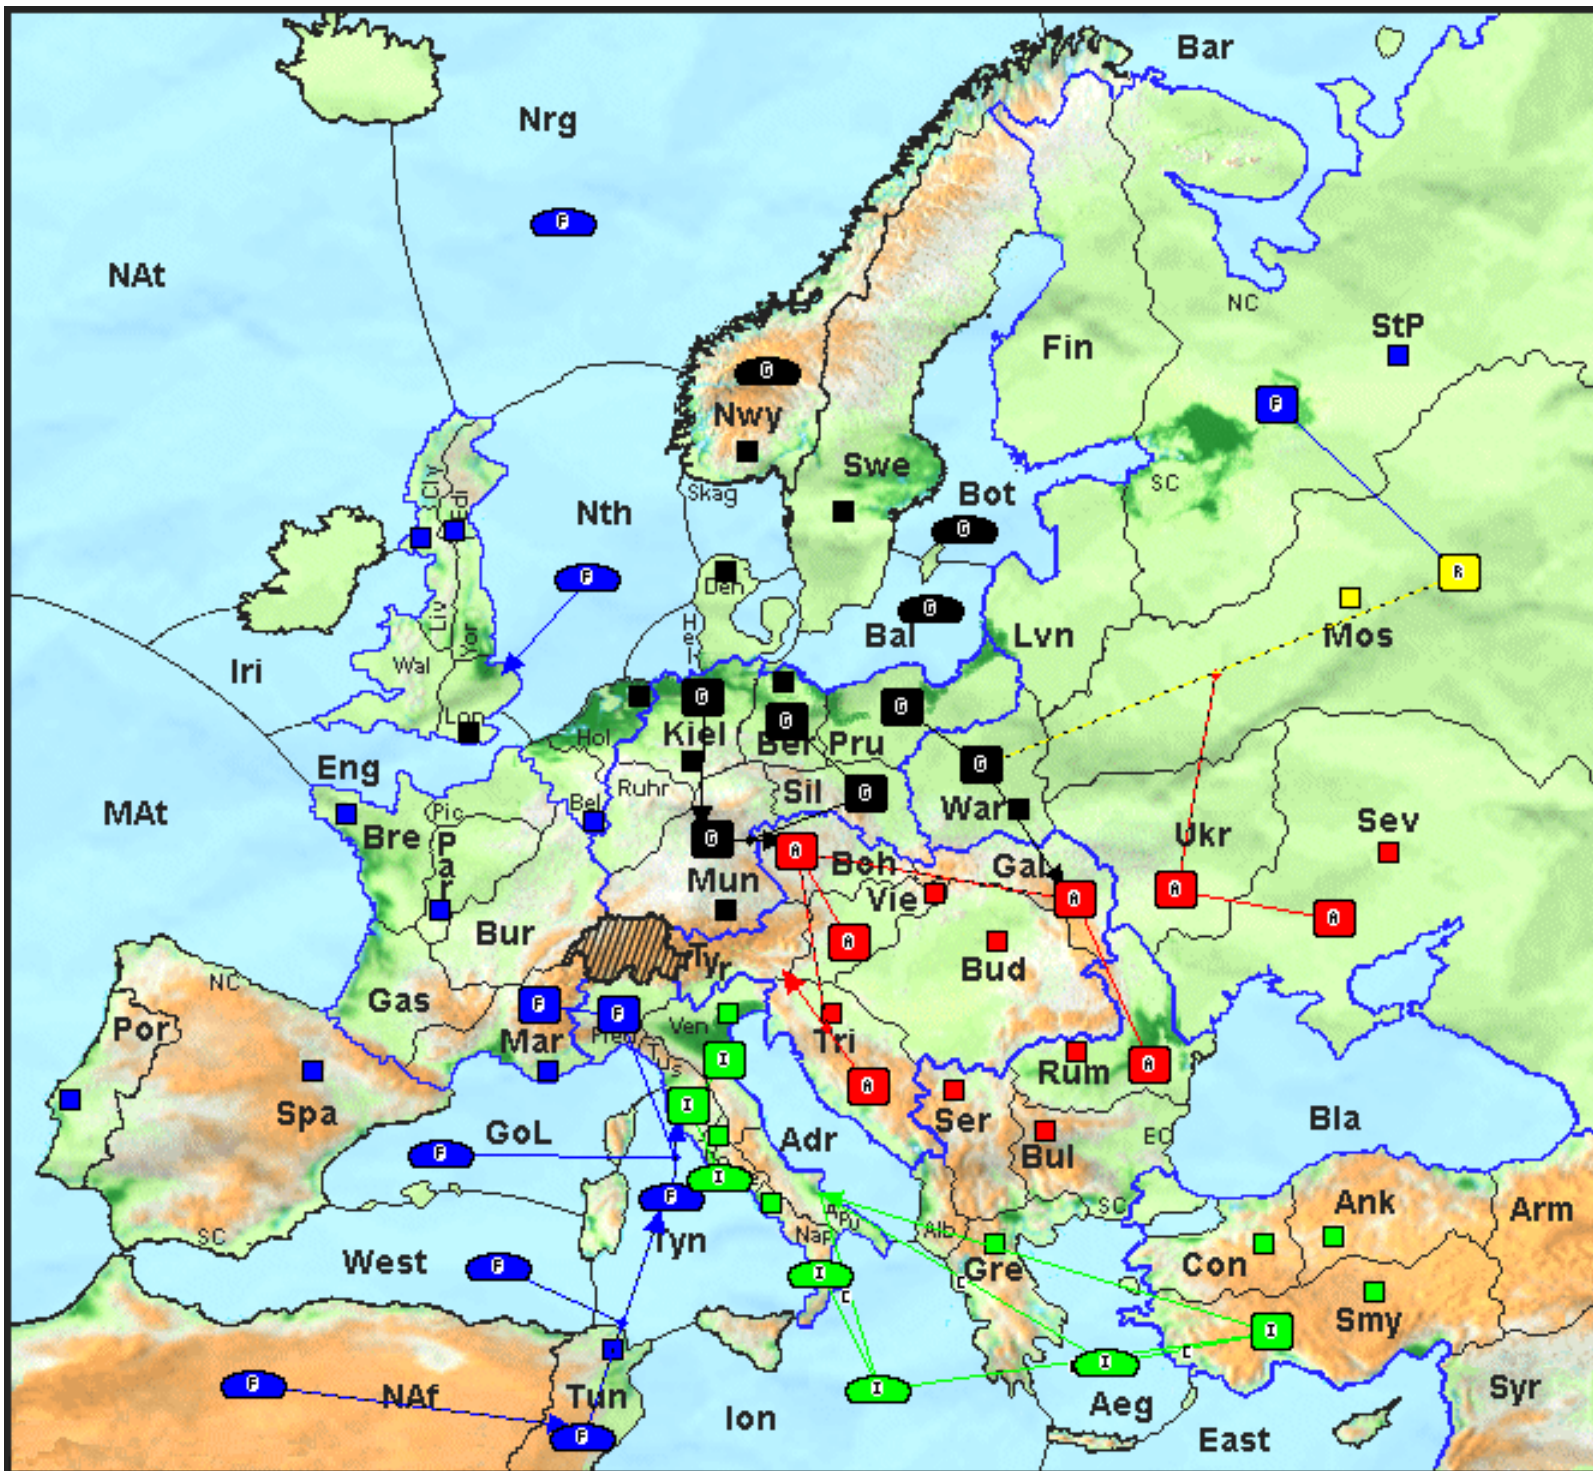 Bar
Nrg
F
NAt
NC
StP
Fin
G
F
Nwy
Swe
SC
Skag
Bot
Cly
Edi
Nth
G
F
Den
R
G
Hel
Bal
Lvn
Mos
Liv
Yor
Iri
Wal
G
G
G
Lon
Hol
Kiel
Ber
Pru
Eng
G
Ruhr
Sil
G
War
MAt
Bel
Pic
Bre
Par
G
A
Boh
Gal
Ukr
Sev
Mun
Vie
A
A
A
Bur
A
Tyr
Bud
NC
Gas
F
F
Por
Mar
Pied
Ven
Tri
Tus
I
A
Rum
A
Spa
I
Ser
Bla
GoL
Adr
EC
F
Bul
I
F
Ank
Arm
SC
Apu
Alb
SC
West
Tyn
Nap
Con
F
I
C
Gre
C
Smy
I
C
I
F
NAf
Tun
I
Syr
Aeg
Ion
F
East